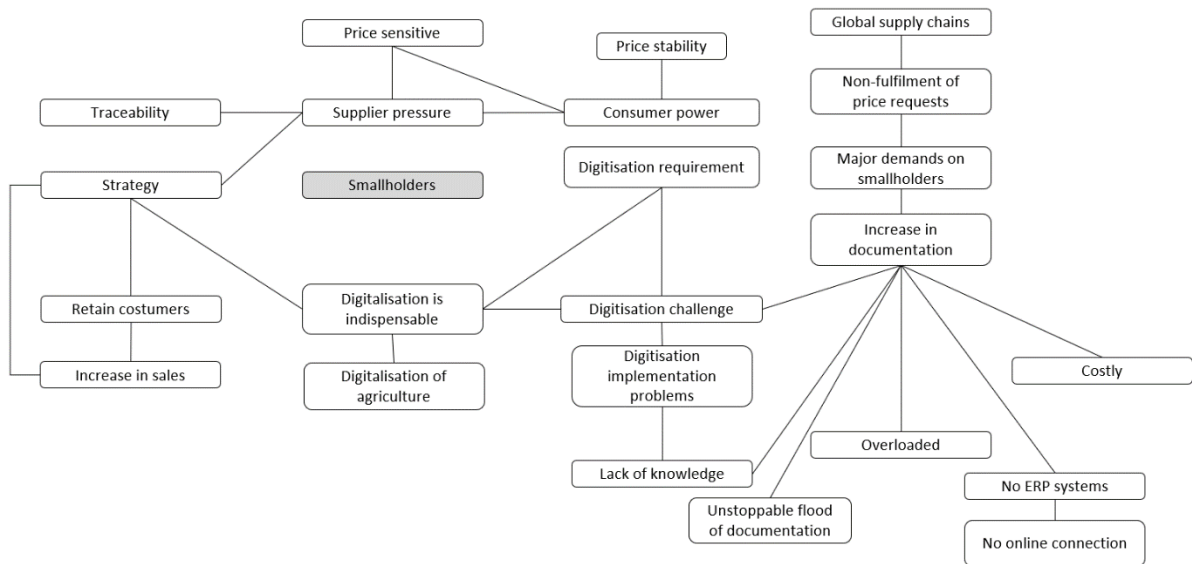 Price sensitive
Price stability
Global supply chains
Non-fulfilment of
price requests
Traceability
Supplier pressure
Consumer power
Digitisation requirement
Major demands on
smallholders
Strategy
Smallholders
Increase in
documentation
Retain costumers
Digitalisation is
indispensable
Digitisation challenge
Increase in sales
Digitalisation of
agriculture
Digitisation
implementation
problems
Costly
Overloaded
Lack of knowledge
No ERP systems
Unstoppable flood
of documentation
No online connection